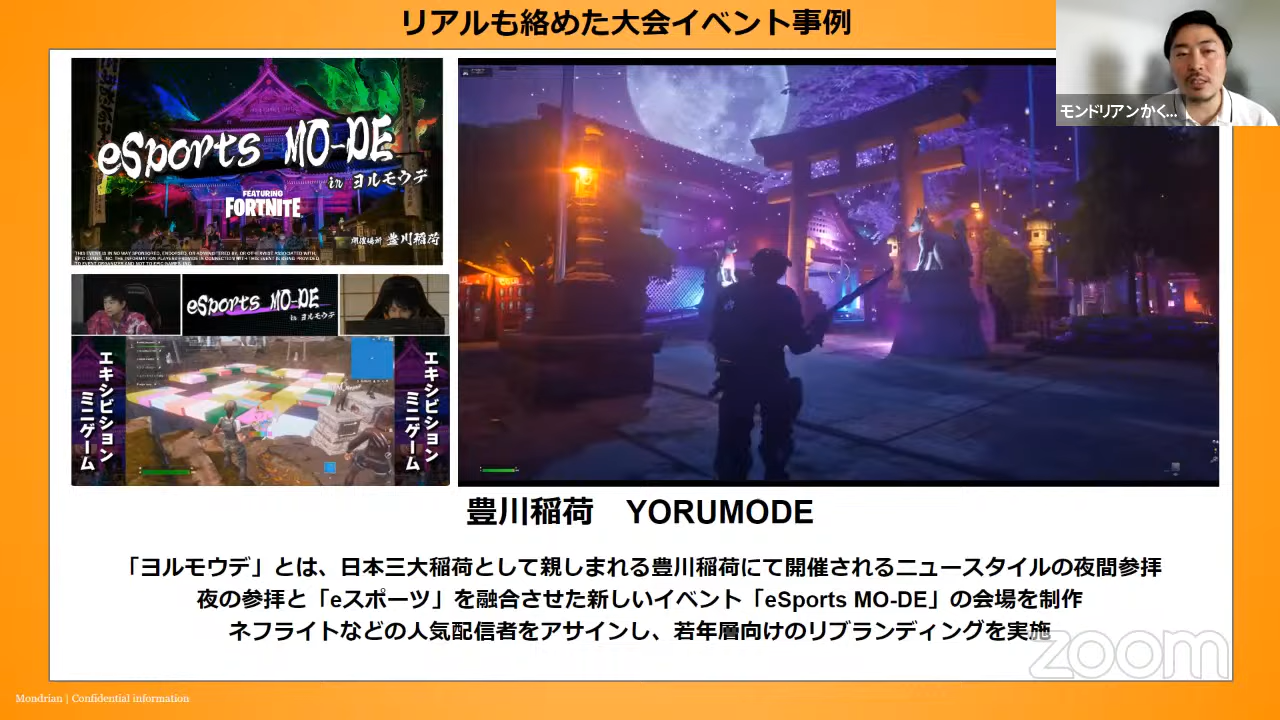 リアルも絡めた大会イベント事例
モンドリアンかく...
eSports MO-DE
in ヨルモウデ
FEATURING
FORTNITE
開催場所 豊川稲荷
eSports MO-DE
in ヨルモウデ
エキシビション
ミニゲーム
エキシビション
ミニゲーム
豊川稲荷 YORUMODE
「ヨルモウデ」とは、日本三大稲荷として親しまれる豊川稲荷にて開催されるニュースタイルの夜間参拝
夜の参拝と「eスポーツ」を融合させた新しいイベント「eSports MO-DE」の会場を制作
ネフライトなどの人気配信者をアサインし、若年層向けのリブランディングを実施
zoom
Mondrian | Confidential information